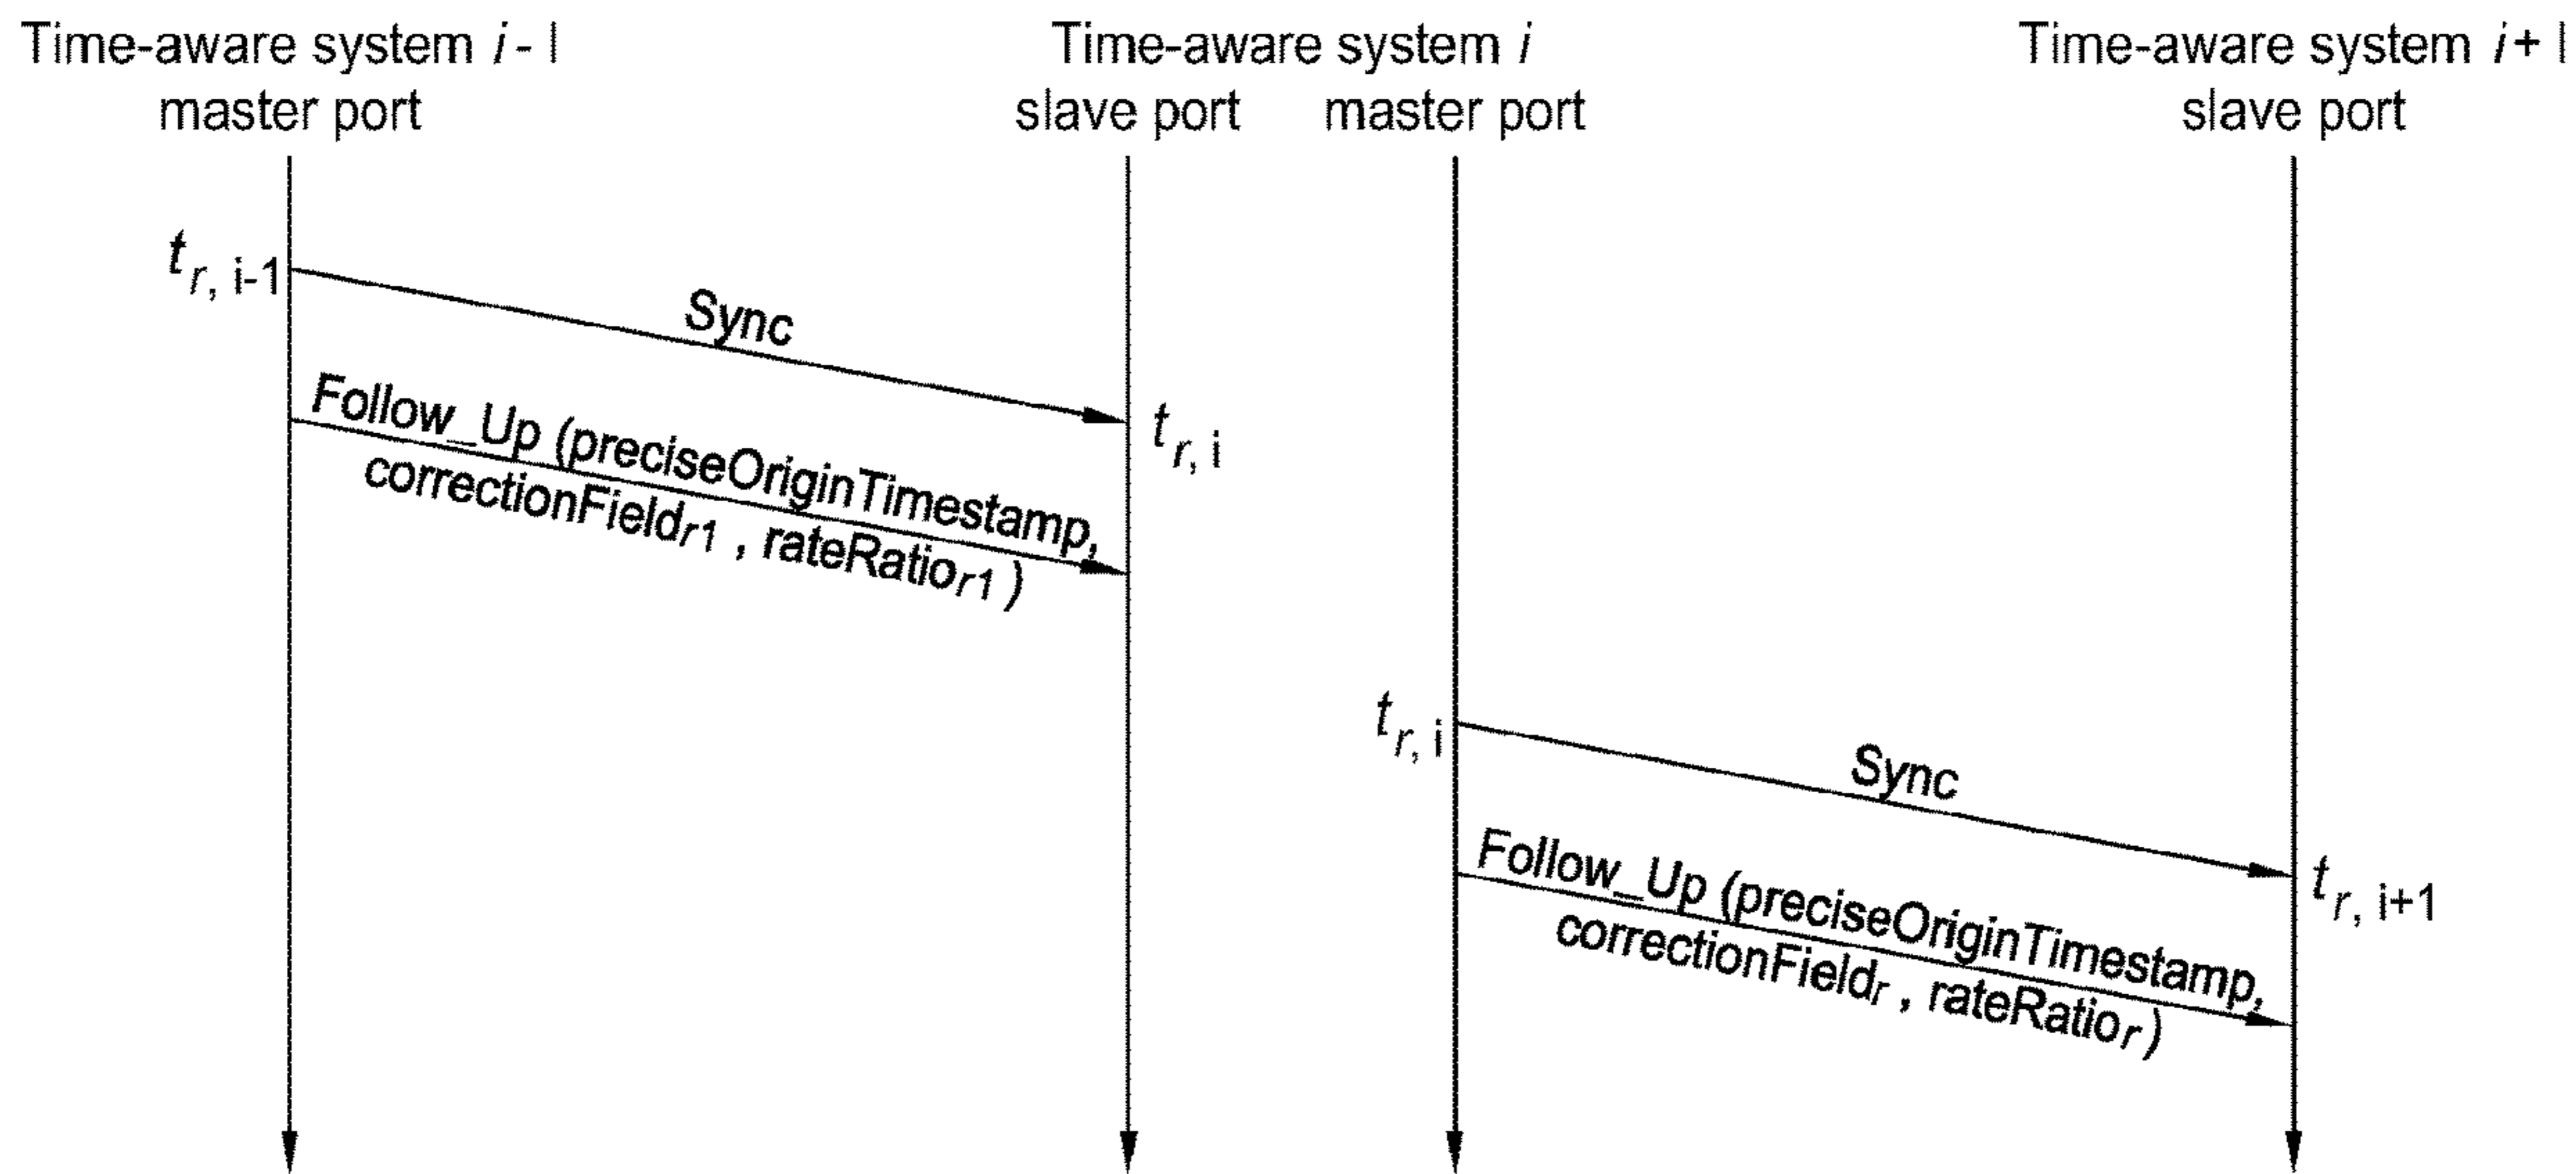 Time-aware system i - l
master port
Time-aware system i
slave port master port
Time-aware system i + l
slave port
t r, i-1
Sync
t r, i
Follow_Up (preciseOriginTimestamp,
correctionFieldr1 , rateRatior1 )
t r, i
Sync
t r, i+1
Follow_Up (preciseOriginTimestamp,
correctionFieldr , rateRatior )